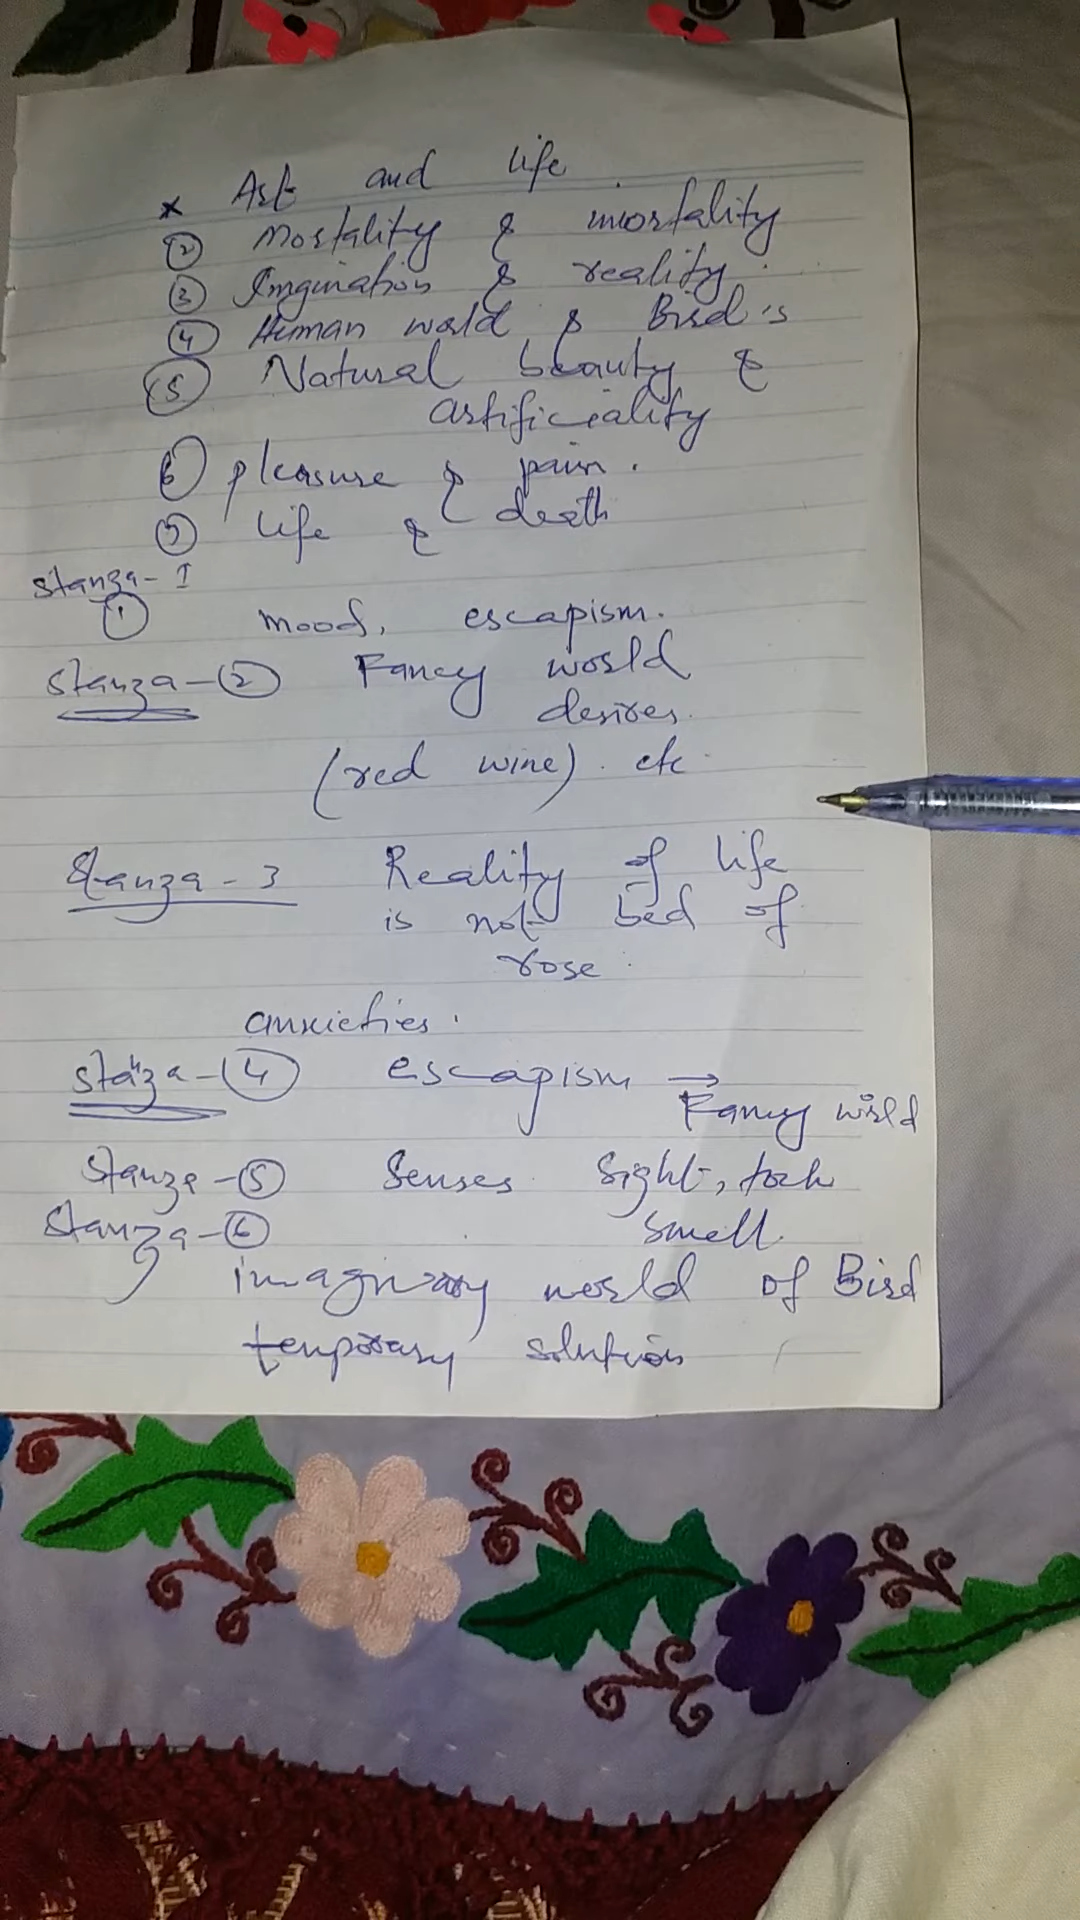 * Art and life
② Mortality & imortality
③ Imgination & reality.
④ Human world & Bird's
⑤ Natural beauty &
artificiality
⑥ pleasure & pain.
⑦ life & death
Stanza-I
① mood, escapism.
Stanza-② Fancy world
desires.
(red wine). etc
Stanza-3 Reality of life
is not bed of
rose.
anxieties.
Stanza-④ escapism → Fancy world
Stanza-⑤ Senses Sight,
smell.
Stanza-⑥
imaginary world of Bird
temporary solution